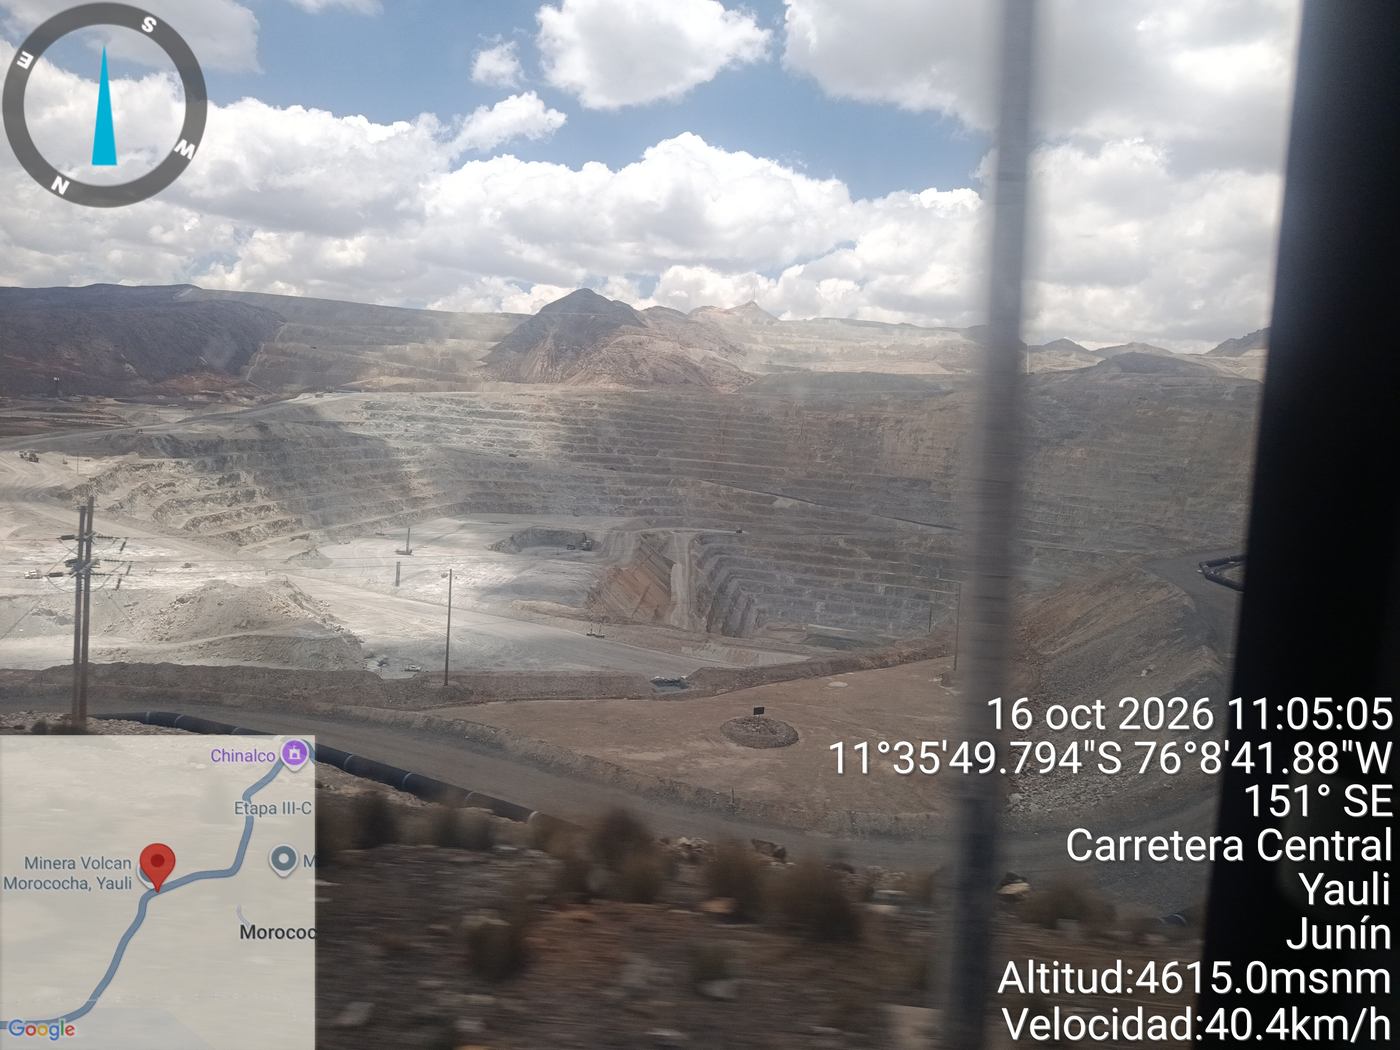 S
E
W
N
Chinalco
Etapa III-C
Minera Volcan
Morococha, Yauli
M
Morococ
Google
16 oct 2026 11:05:05
11°35'49.794"S 76°8'41.88"W
151° SE
Carretera Central
Yauli
Junín
Altitud:4615.0msnm
Velocidad:40.4km/h